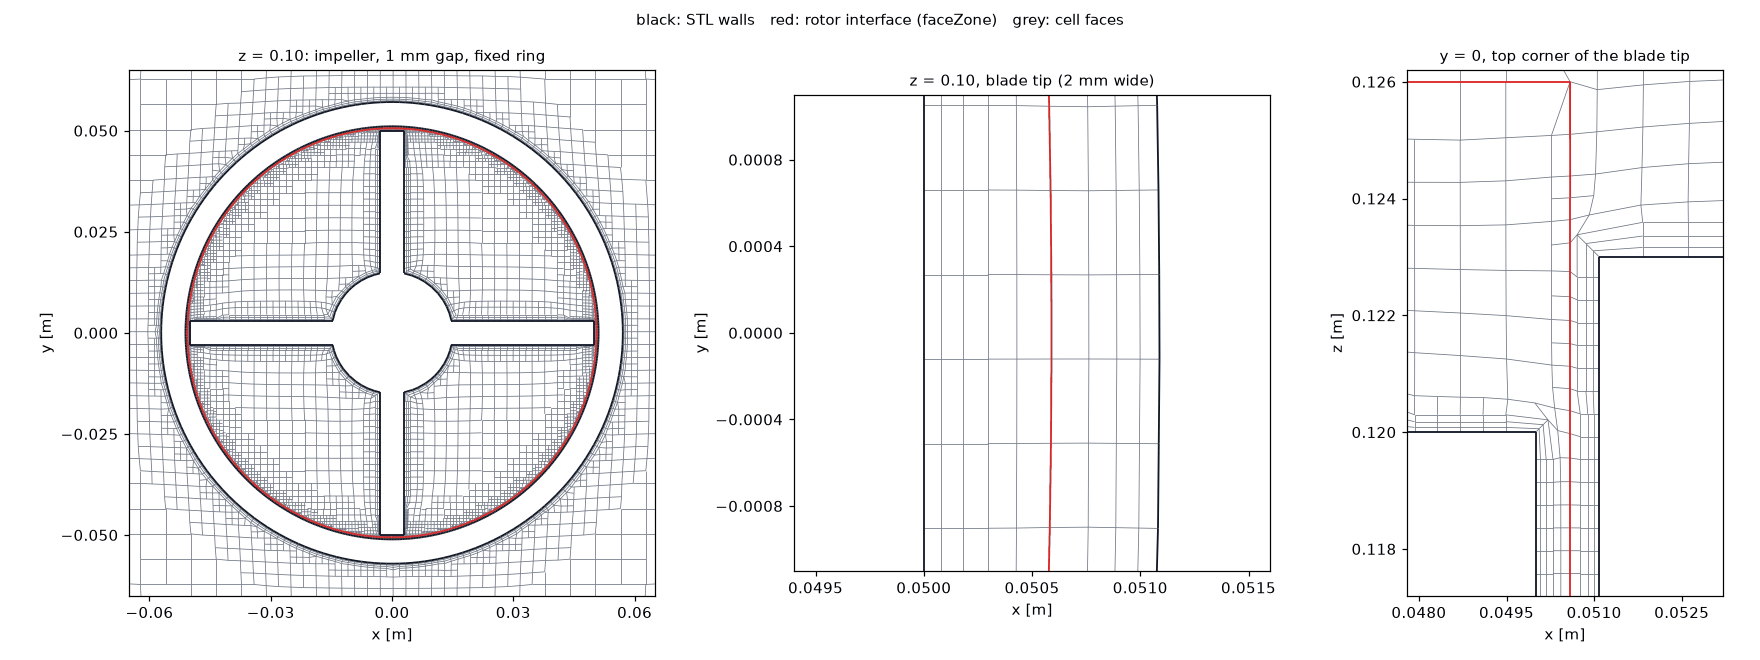 black: STL walls   red: rotor interface (faceZone)   grey: cell faces
z = 0.10: impeller, 1 mm gap, fixed ring
0.050
0.025
0.000
−0.025
−0.050
y [m]
−0.06
−0.03
0.00
0.03
0.06
x [m]
z = 0.10, blade tip (2 mm wide)
0.0008
0.0004
0.0000
−0.0004
−0.0008
y [m]
0.0495
0.0500
0.0505
0.0510
0.0515
x [m]
y = 0, top corner of the blade tip
0.126
0.124
0.122
0.120
0.118
z [m]
0.0480
0.0495
0.0510
0.0525
x [m]